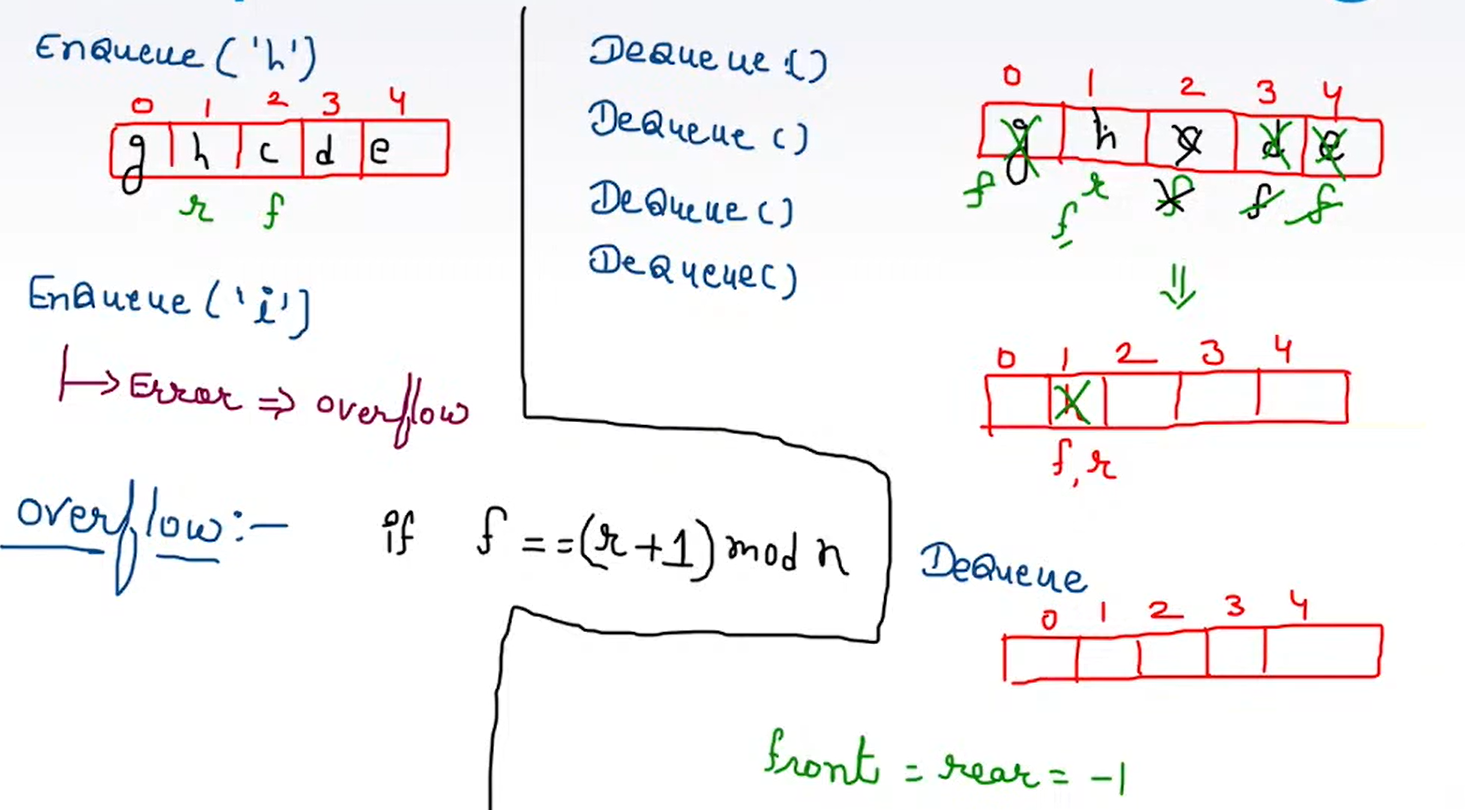 Enqueue ('h')
0 1 2 3 4
g h c d e
r f
Enqueue ('i')
Error ⇒ overflow
overflow:-
if f ==(r+1) mod n
Dequeue ()
Dequeue ()
Dequeue ()
Dequeue()
0 1 2 3 4
g h c d e
f r f f f
f
⇓
0 1 2 3 4
h
f, r
Dequeue
0 1 2 3 4
front = rear = -1